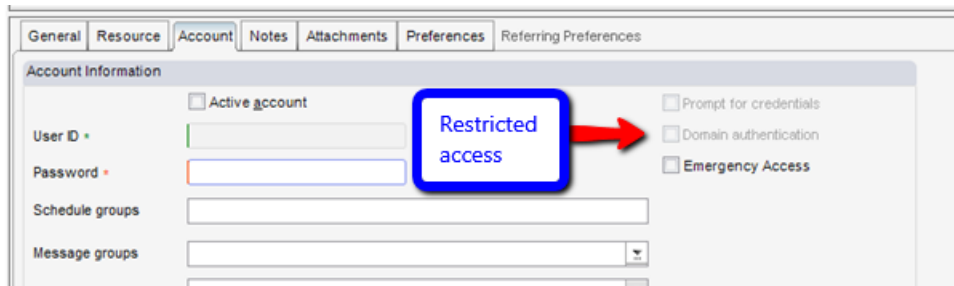 General Resource Account Notes Attachments Preferences Referring Preferences
Account Information
Active account
Prompt for credentials
User ID *
Domain authentication
Restricted
access
Password *
Emergency Access
Schedule groups
Message groups